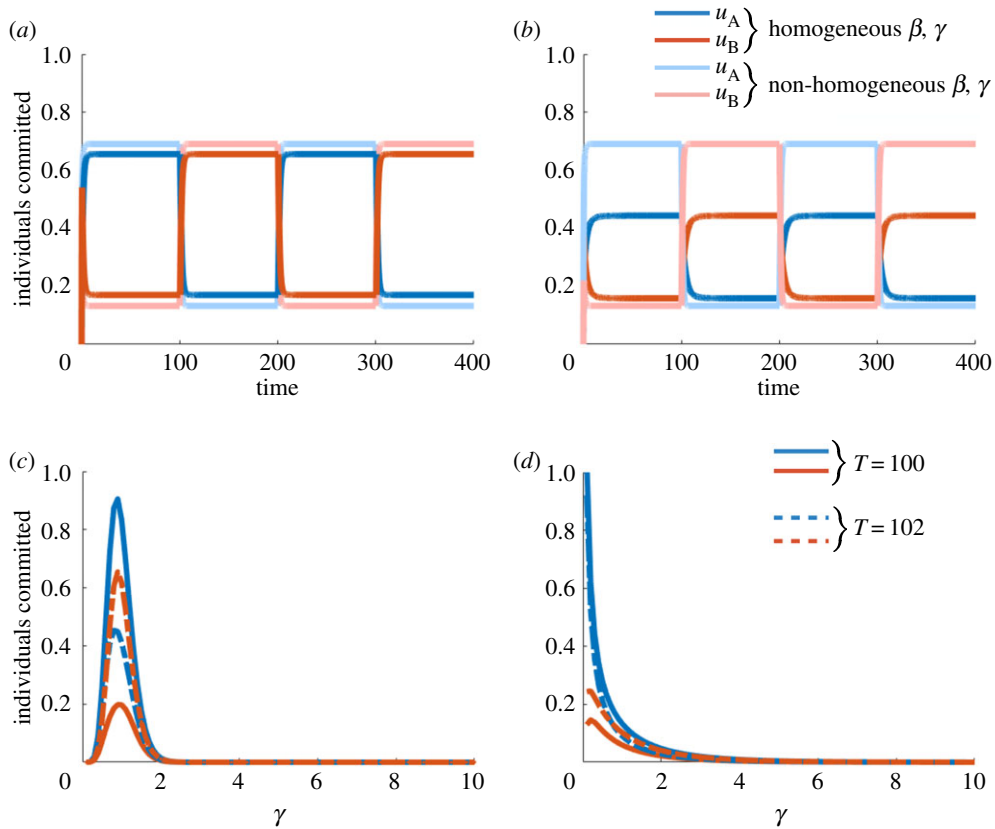 (a)
individuals committed
1.0
0.8
0.6
0.4
0.2
0
100
200
300
400
time
(b)
u_A
u_B
} homogeneous β, γ
u_A
u_B
} non-homogeneous β, γ
1.0
0.8
0.6
0.4
0.2
0
100
200
300
400
time
(c)
individuals committed
1.0
0.8
0.6
0.4
0.2
0
2
4
6
8
10
γ
(d)
} T = 100
} T = 102
1.0
0.8
0.6
0.4
0.2
0
2
4
6
8
10
γ